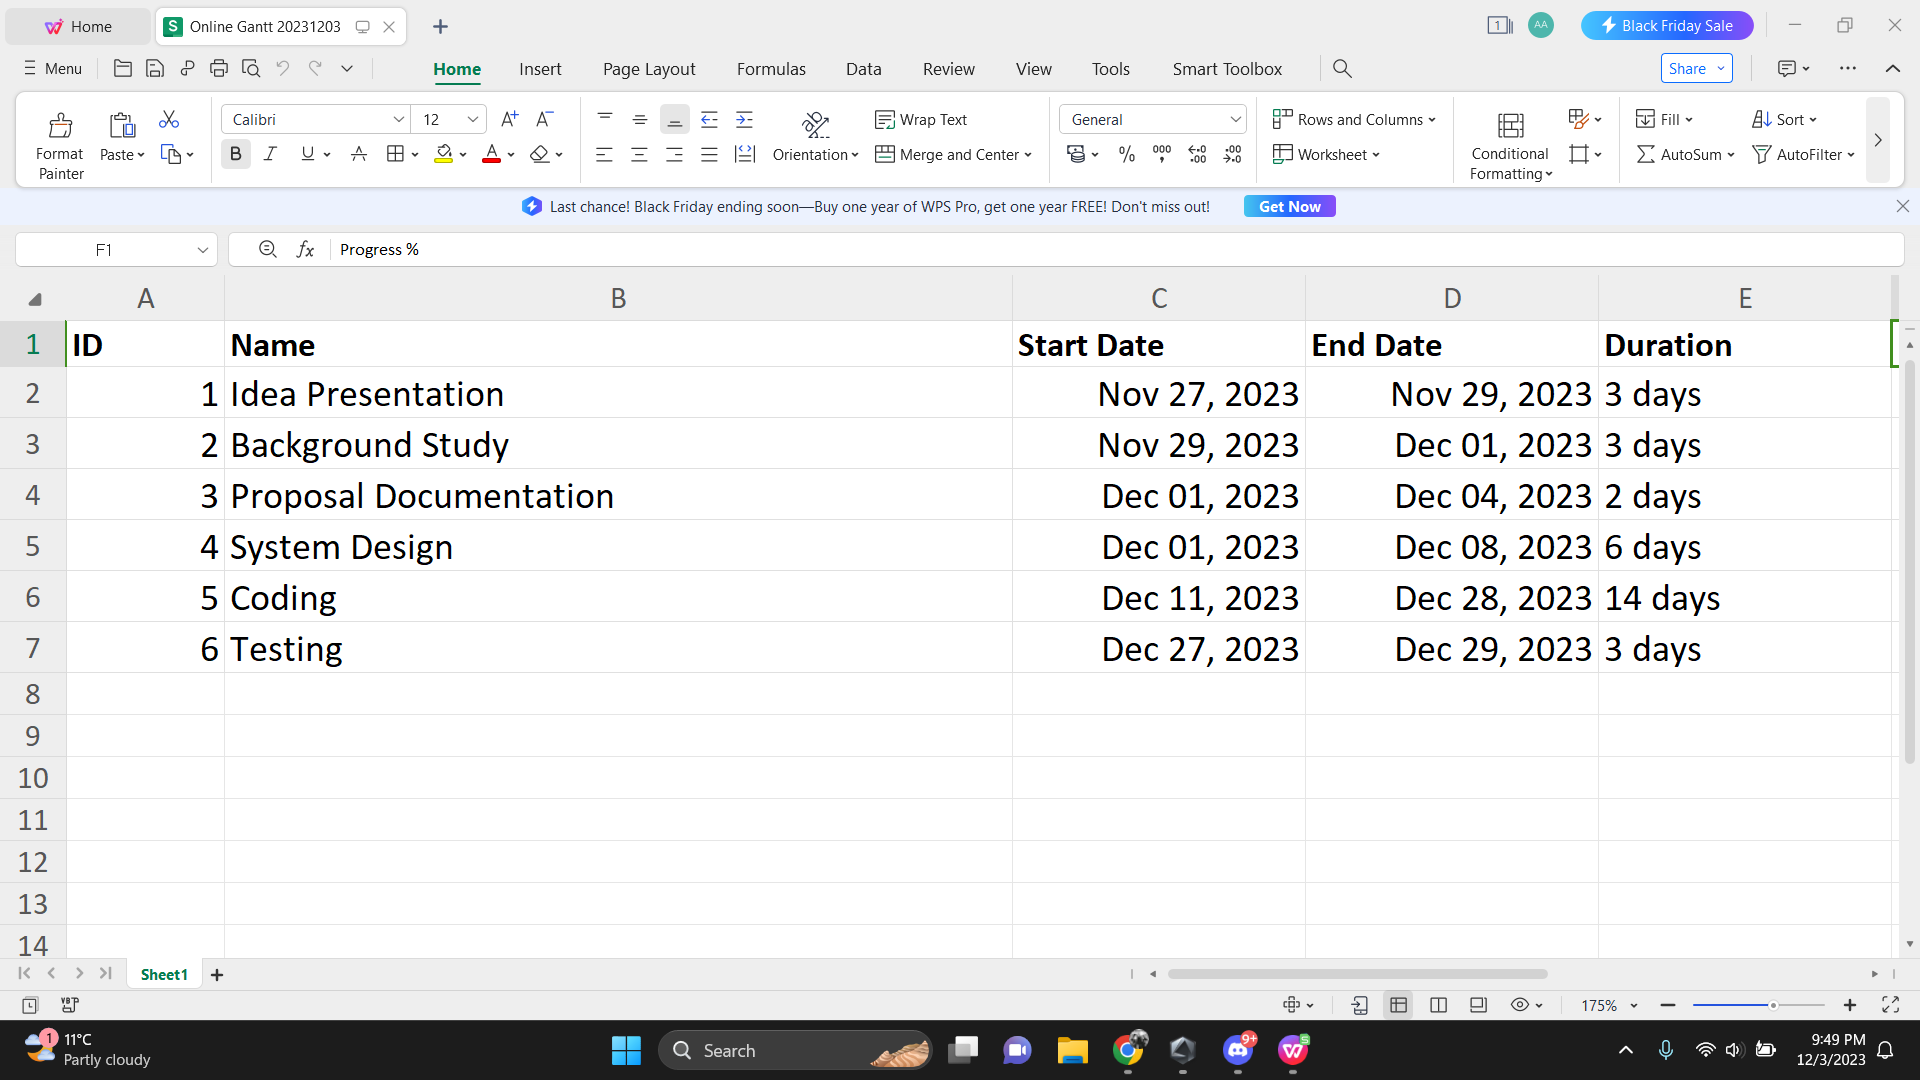 Home
Online Gantt 20231203
1
AA
Black Friday Sale
Menu
Home Insert Page Layout Formulas Data Review View Tools Smart Toolbox
Share
Format Painter
Paste
Calibri
12
A+ A-
B I U A
A
Orientation
Wrap Text
Merge and Center
General
%
Rows and Columns
Worksheet
Conditional Formatting
Fill
AutoSum
Sort
AutoFilter
Last chance! Black Friday ending soon—Buy one year of WPS Pro, get one year FREE! Don't miss out!
Get Now
F1
fx
Progress %
A B C D E
1 ID Name Start Date End Date Duration
2 1 Idea Presentation Nov 27, 2023 Nov 29, 2023 3 days
3 2 Background Study Nov 29, 2023 Dec 01, 2023 3 days
4 3 Proposal Documentation Dec 01, 2023 Dec 04, 2023 2 days
5 4 System Design Dec 01, 2023 Dec 08, 2023 6 days
6 5 Coding Dec 11, 2023 Dec 28, 2023 14 days
7 6 Testing Dec 27, 2023 Dec 29, 2023 3 days
8
9
10
11
12
13
14
Sheet1
175%
1
11°C
Partly cloudy
Search
9+
9:49 PM
12/3/2023